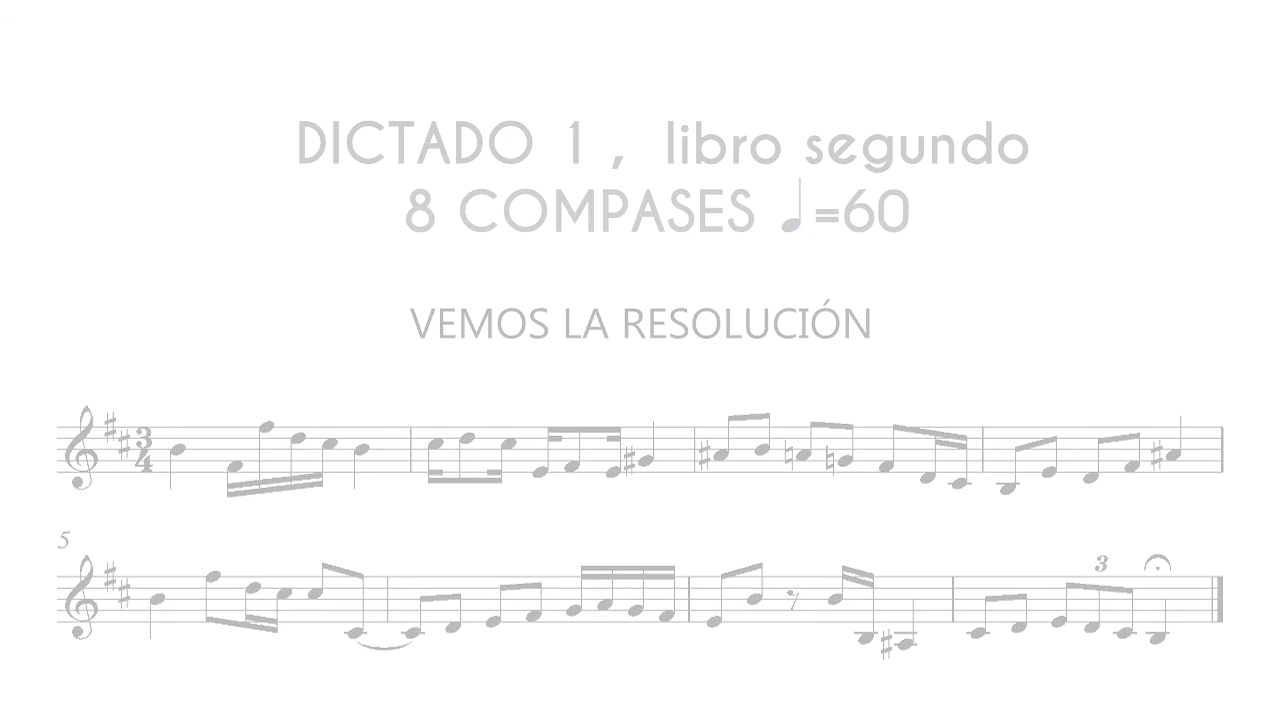 DICTADO 1 , libro segundo
8 COMPASES ♩=60
VEMOS LA RESOLUCIÓN
3
4
5
3